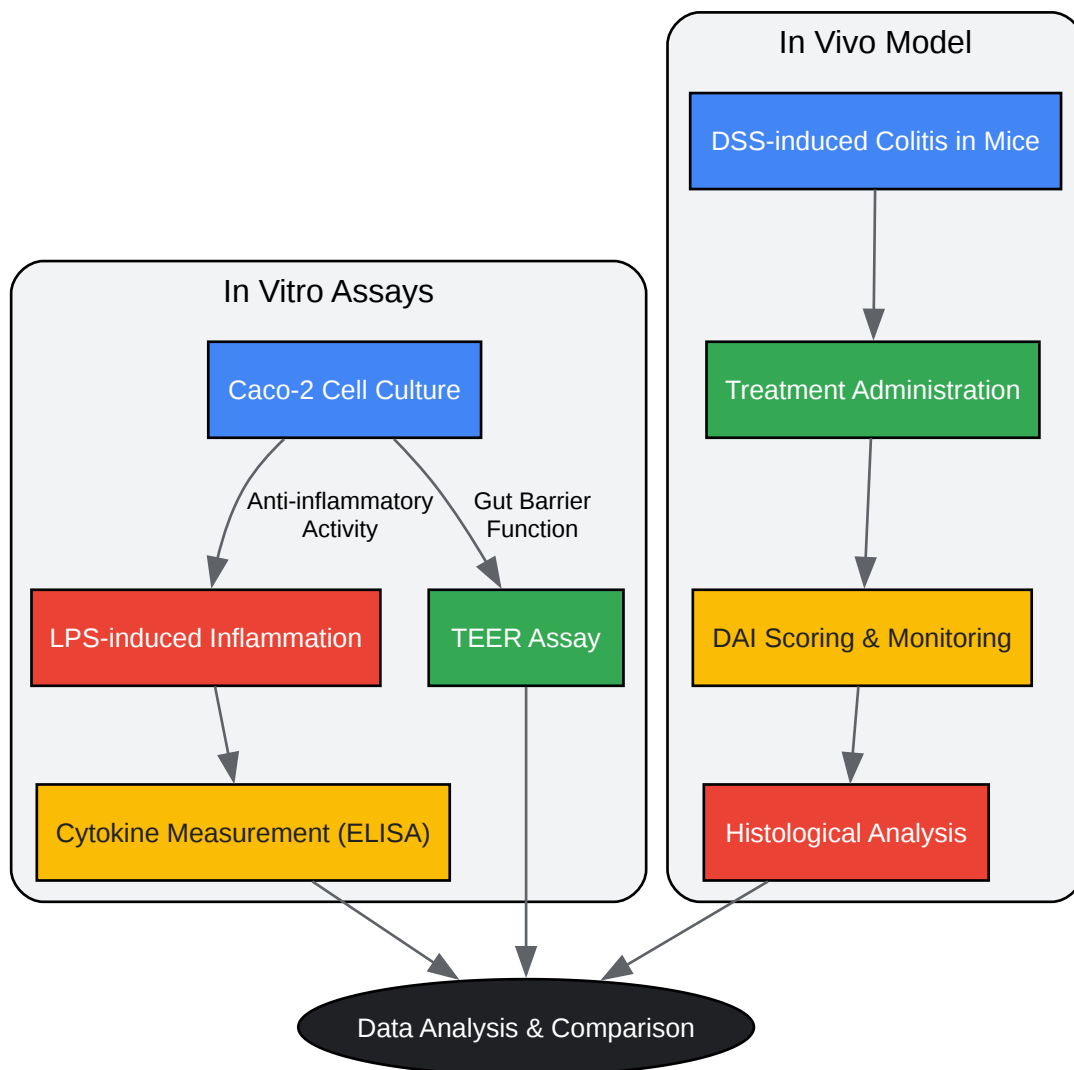 In Vivo Model
DSS-induced Colitis in Mice
Treatment Administration
DAI Scoring & Monitoring
Histological Analysis
In Vitro Assays
Caco-2 Cell Culture
Anti-inflammatory
Activity
Gut Barrier
Function
LPS-induced Inflammation
TEER Assay
Cytokine Measurement (ELISA)
Data Analysis & Comparison